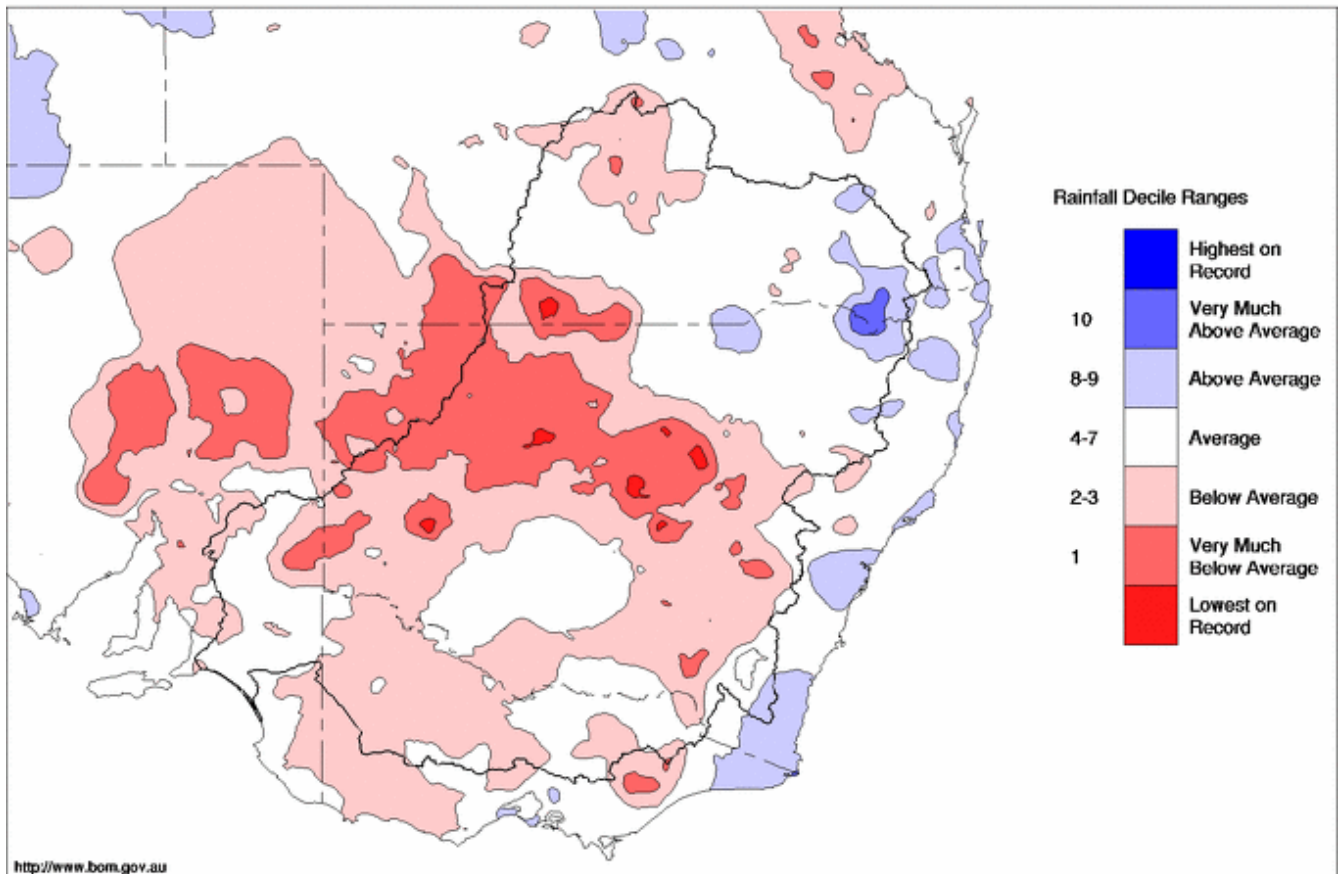 Rainfall Decile Ranges
Highest on
Record
10
Very Much
Above Average
8-9
Above Average
4-7
Average
2-3
Below Average
1
Very Much
Below Average
Lowest on
Record
http://www.bom.gov.au